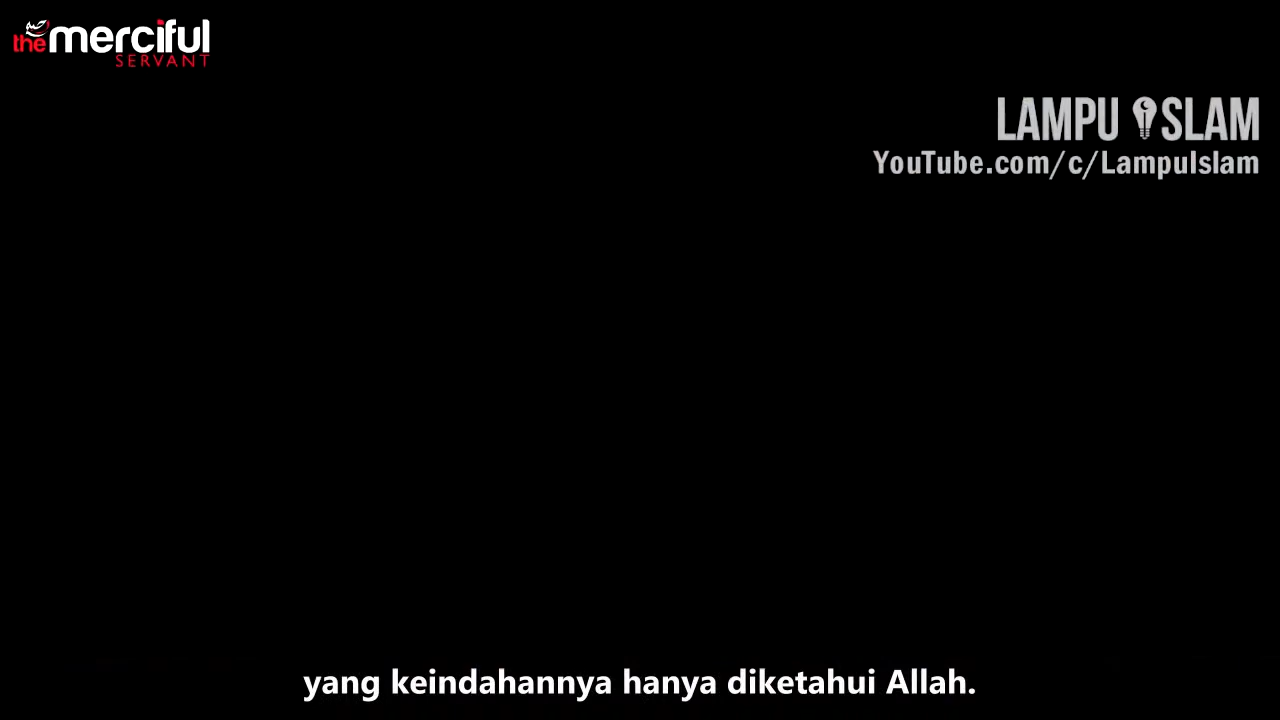 the merciful
SERVANT
LAMPU ISLAM
YouTube.com/c/LampuIslam
yang keindahannya hanya diketahui Allah.